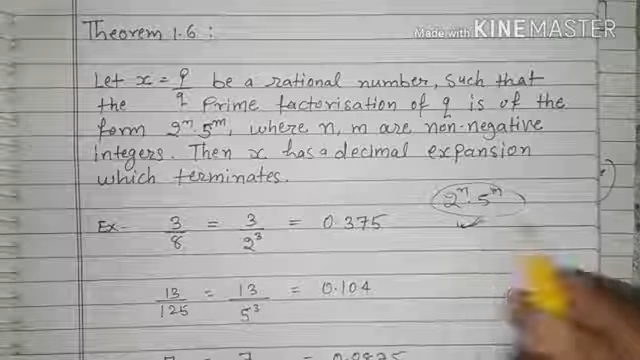 Made with KINEMASTER
Theorem 1.6 :
Let x = p/q be a rational number, such that
the Prime factorisation of q is of the
form 2^n. 5^m, where n, m are non-negative
integers. Then x has a decimal expansion
which terminates.
2^n. 5^m
Ex- 3/8 = 3/2^3 = 0.375
13/125 = 13/5^3 = 0.104